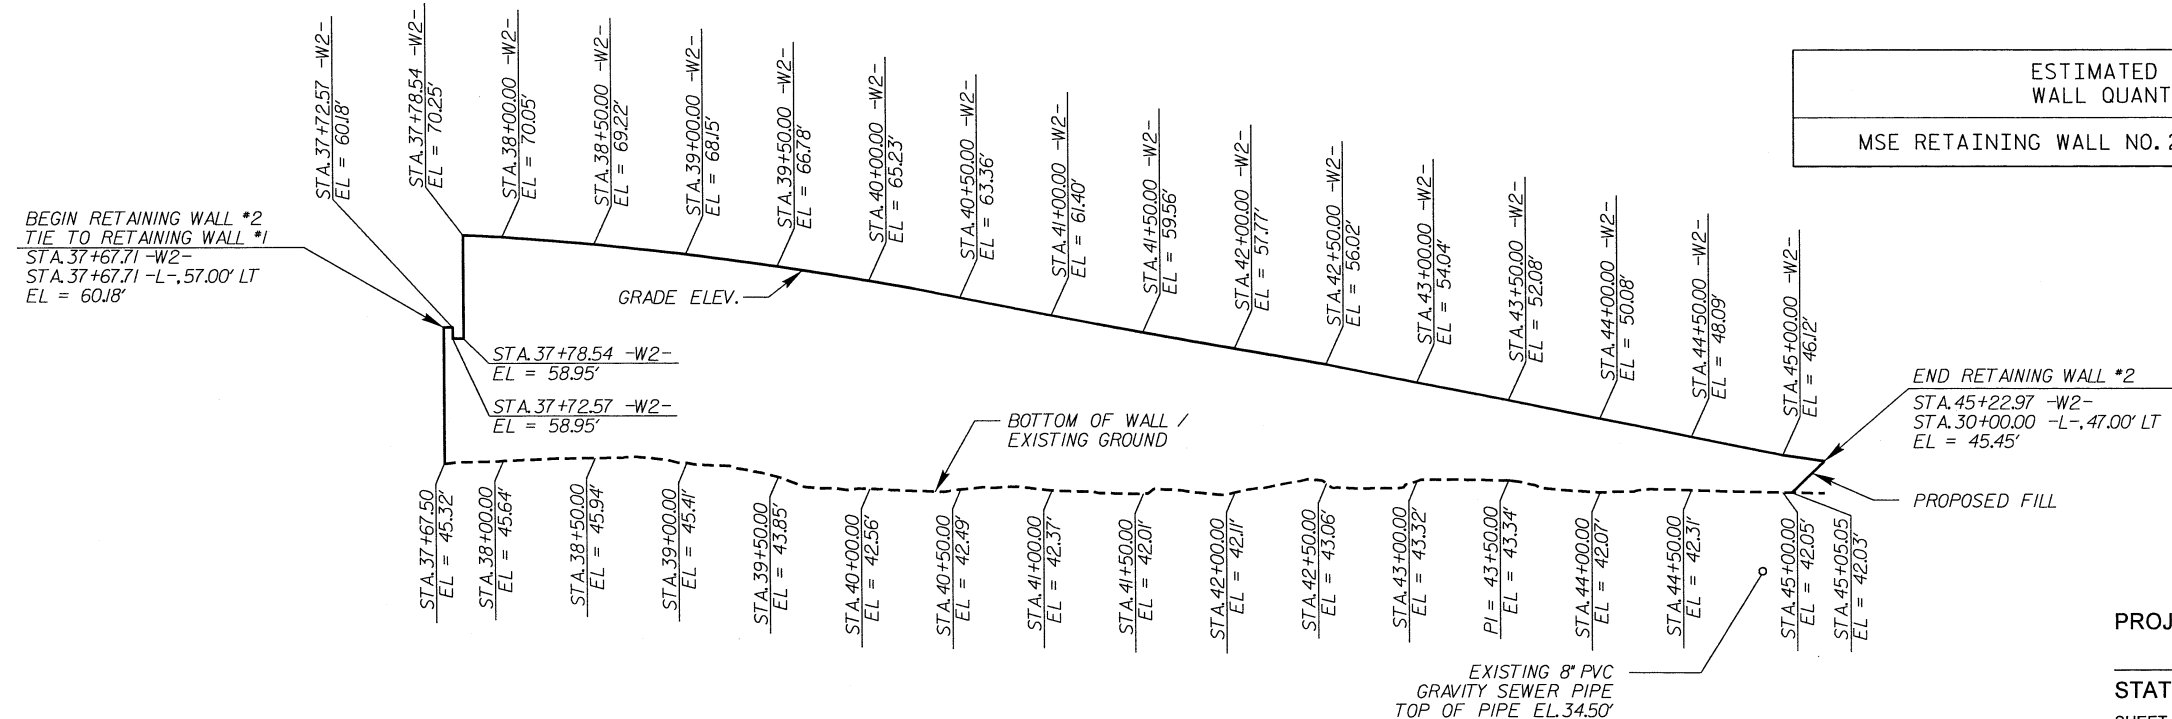 STA.37+72.57 -W2-
EL = 60.18'
STA.37+78.54 -W2-
EL = 70.25'
STA.38+00.00 -W2-
EL = 70.05'
STA.38+50.00 -W2-
EL = 69.22'
STA.39+00.00 -W2-
EL = 68.15'
STA.39+50.00 -W2-
EL = 66.78'
STA.40+00.00 -W2-
EL = 65.23'
STA.40+50.00 -W2-
EL = 63.36'
STA.41+00.00 -W2-
EL = 61.40'
STA.41+50.00 -W2-
EL = 59.56'
STA.42+00.00 -W2-
EL = 57.77'
STA.42+50.00 -W2-
EL = 56.02'
STA.43+00.00 -W2-
EL = 54.04'
STA.43+50.00 -W2-
EL = 52.08'
STA.44+00.00 -W2-
EL = 50.08'
STA.44+50.00 -W2-
EL = 48.09'
STA.45+00.00 -W2-
EL = 46.12'
ESTIMATED
WALL QUANT
MSE RETAINING WALL NO. 2
BEGIN RETAINING WALL #2
TIE TO RETAINING WALL #1
STA.37+67.71 -W2-
STA.37+67.71 -L-, 57.00' LT
EL = 60.18'
GRADE ELEV.
STA.37+78.54 -W2-
EL = 58.95'
STA.37+72.57 -W2-
EL = 58.95'
BOTTOM OF WALL /
EXISTING GROUND
END RETAINING WALL #2
STA.45+22.97 -W2-
STA.30+00.00 -L-, 47.00' LT
EL = 45.45'
PROPOSED FILL
STA.37+67.50
EL = 45.32'
STA.38+00.00
EL = 45.64'
STA.38+50.00
EL = 45.94'
STA.39+00.00
EL = 45.41'
STA.39+50.00
EL = 43.85'
STA.40+00.00
EL = 42.56'
STA.40+50.00
EL = 42.49'
STA.41+00.00
EL = 42.37'
STA.41+50.00
EL = 42.01'
STA.42+00.00
EL = 42.11'
STA.42+50.00
EL = 43.06'
STA.43+00.00
EL = 43.32'
PI = 43+50.00
EL = 43.34'
STA.44+00.00
EL = 42.07'
STA.44+50.00
EL = 42.31'
STA.45+00.00
EL = 42.05'
STA.45+05.05
EL = 42.03'
EXISTING 8" PVC
GRAVITY SEWER PIPE
TOP OF PIPE EL.34.50'
PROJ
STAT